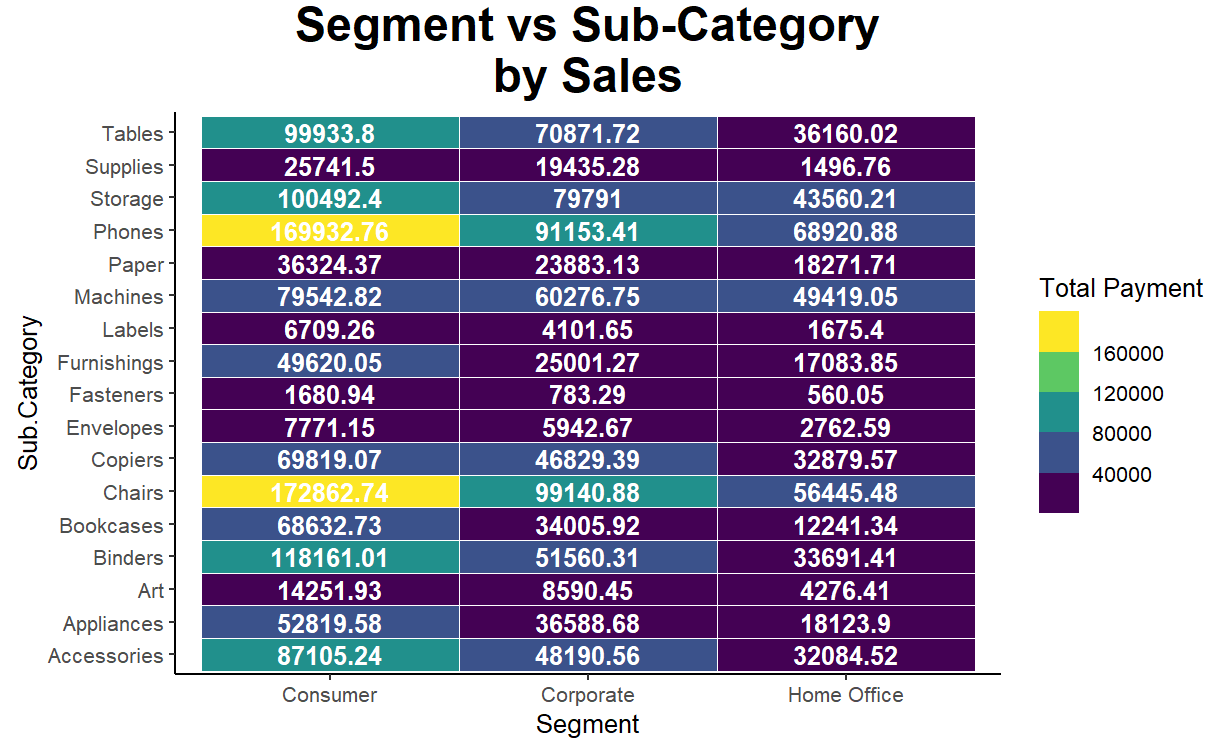 Segment vs Sub-Category
by Sales
Sub.Category
Tables 99933.8 70871.72 36160.02
Supplies 25741.5 19435.28 1496.76
Storage 100492.4 79791 43560.21
Phones 169932.76 91153.41 68920.88
Paper 36324.37 23883.13 18271.71
Machines 79542.82 60276.75 49419.05
Labels 6709.26 4101.65 1675.4
Furnishings 49620.05 25001.27 17083.85
Fasteners 1680.94 783.29 560.05
Envelopes 7771.15 5942.67 2762.59
Copiers 69819.07 46829.39 32879.57
Chairs 172862.74 99140.88 56445.48
Bookcases 68632.73 34005.92 12241.34
Binders 118161.01 51560.31 33691.41
Art 14251.93 8590.45 4276.41
Appliances 52819.58 36588.68 18123.9
Accessories 87105.24 48190.56 32084.52
Consumer Corporate Home Office
Segment
Total Payment
160000
120000
80000
40000